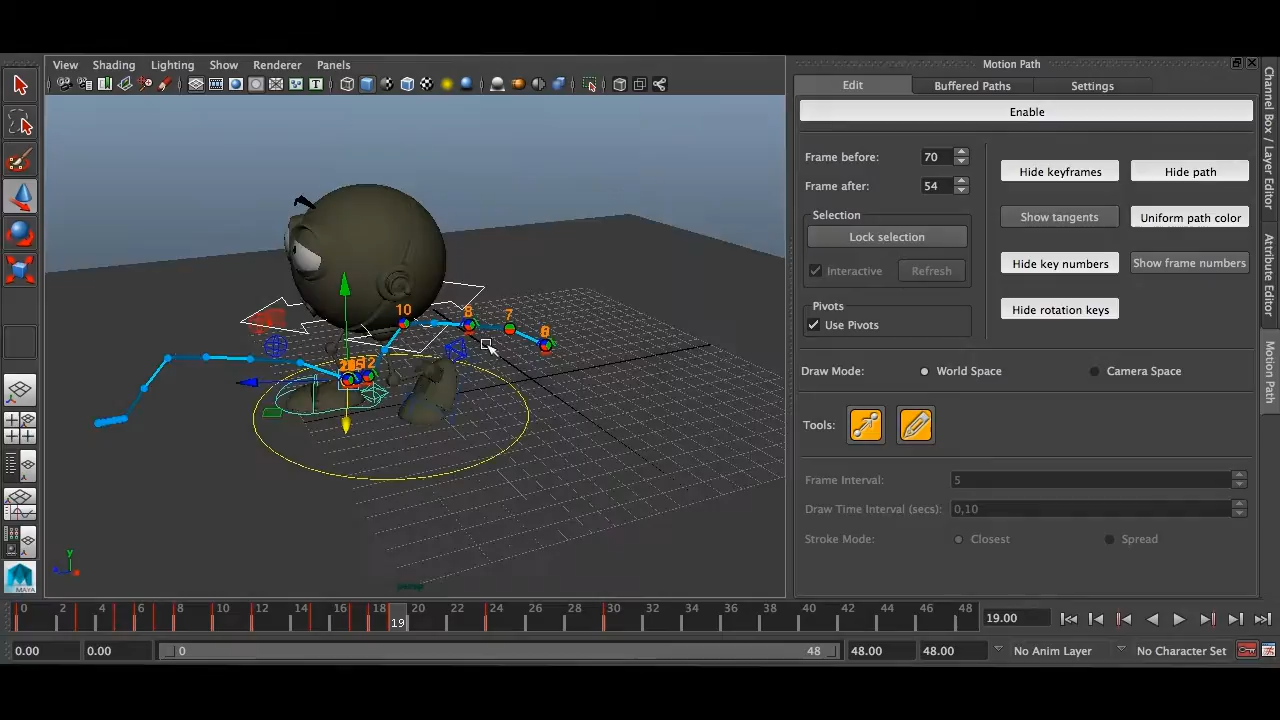 View Shading Lighting Show Renderer Panels
Motion Path
Edit Buffered Paths Settings
Enable
Frame before: 70
Frame after: 54
Hide keyframes Hide path
Selection
Lock selection
Show tangents Uniform path color
Interactive Refresh
Hide key numbers Show frame numbers
Pivots
Use Pivots
Hide rotation keys
Draw Mode: World Space Camera Space
Tools:
Frame Interval: 5
Draw Time Interval (secs): 0,10
Stroke Mode: Closest Spread
Channel Box / Layer Editor
Attribute Editor
Motion Path
10 8 7
12
y
persp
MAYA
0 2 4 6 8 10 12 14 16 18 20 22 24 26 28 30 32 34 36 38 40 42 44 46 48
19
19.00
0.00 0.00 0 48 48.00 48.00 No Anim Layer No Character Set